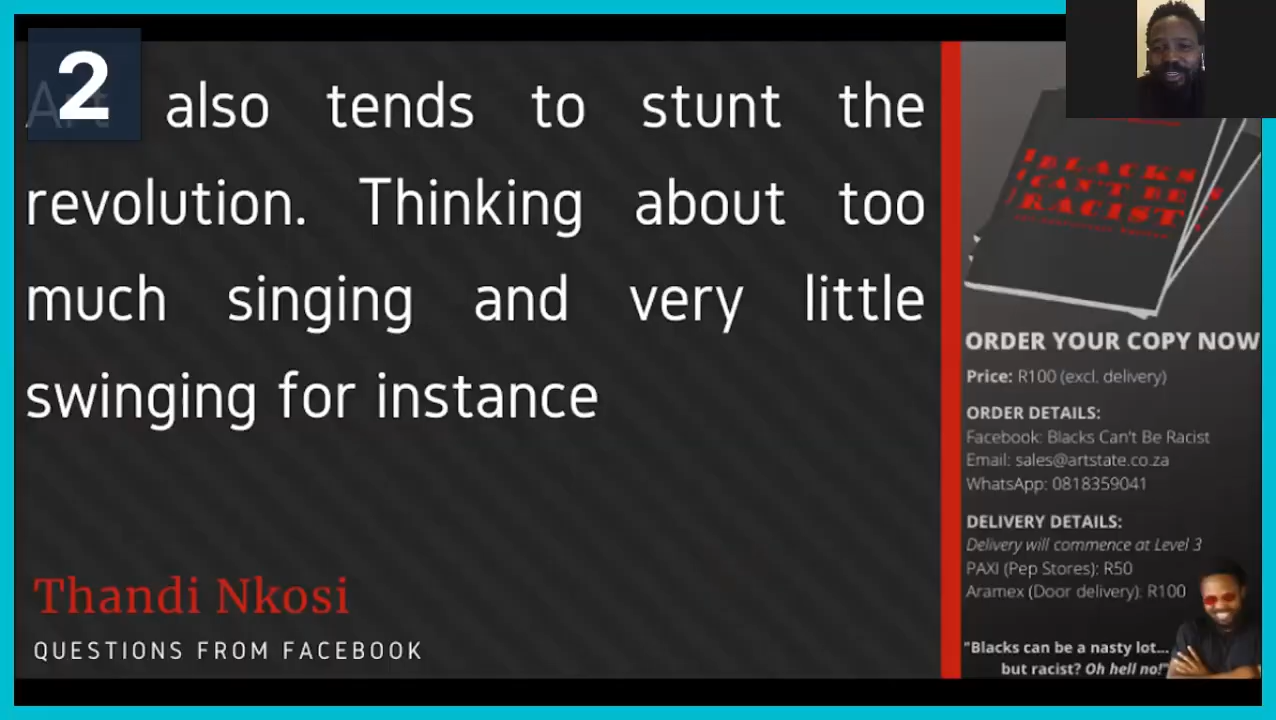 2
Art also tends to stunt the
revolution. Thinking about too
much singing and very little
swinging for instance
Thandi Nkosi
QUESTIONS FROM FACEBOOK
BLACKS
CAN'T BE
RACIST
ORDER YOUR COPY NOW
Price: R100 (excl. delivery)
ORDER DETAILS:
Facebook: Blacks Can't Be Racist
Email: sales@artstate.co.za
WhatsApp: 0818359041
DELIVERY DETAILS:
Delivery will commence at Level 3
PAXI (Pep Stores): R50
Aramex (Door delivery): R100
"Blacks can be a nasty lot...
but racist? Oh hell no!"